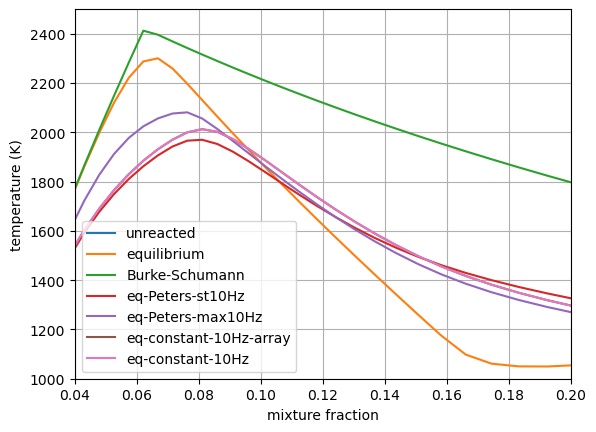 temperature (K)
2400
2200
2000
1800
1600
1400
1200
1000
unreacted
equilibrium
Burke-Schumann
eq-Peters-st10Hz
eq-Peters-max10Hz
eq-constant-10Hz-array
eq-constant-10Hz
0.04 0.06 0.08 0.10 0.12 0.14 0.16 0.18 0.20
mixture fraction